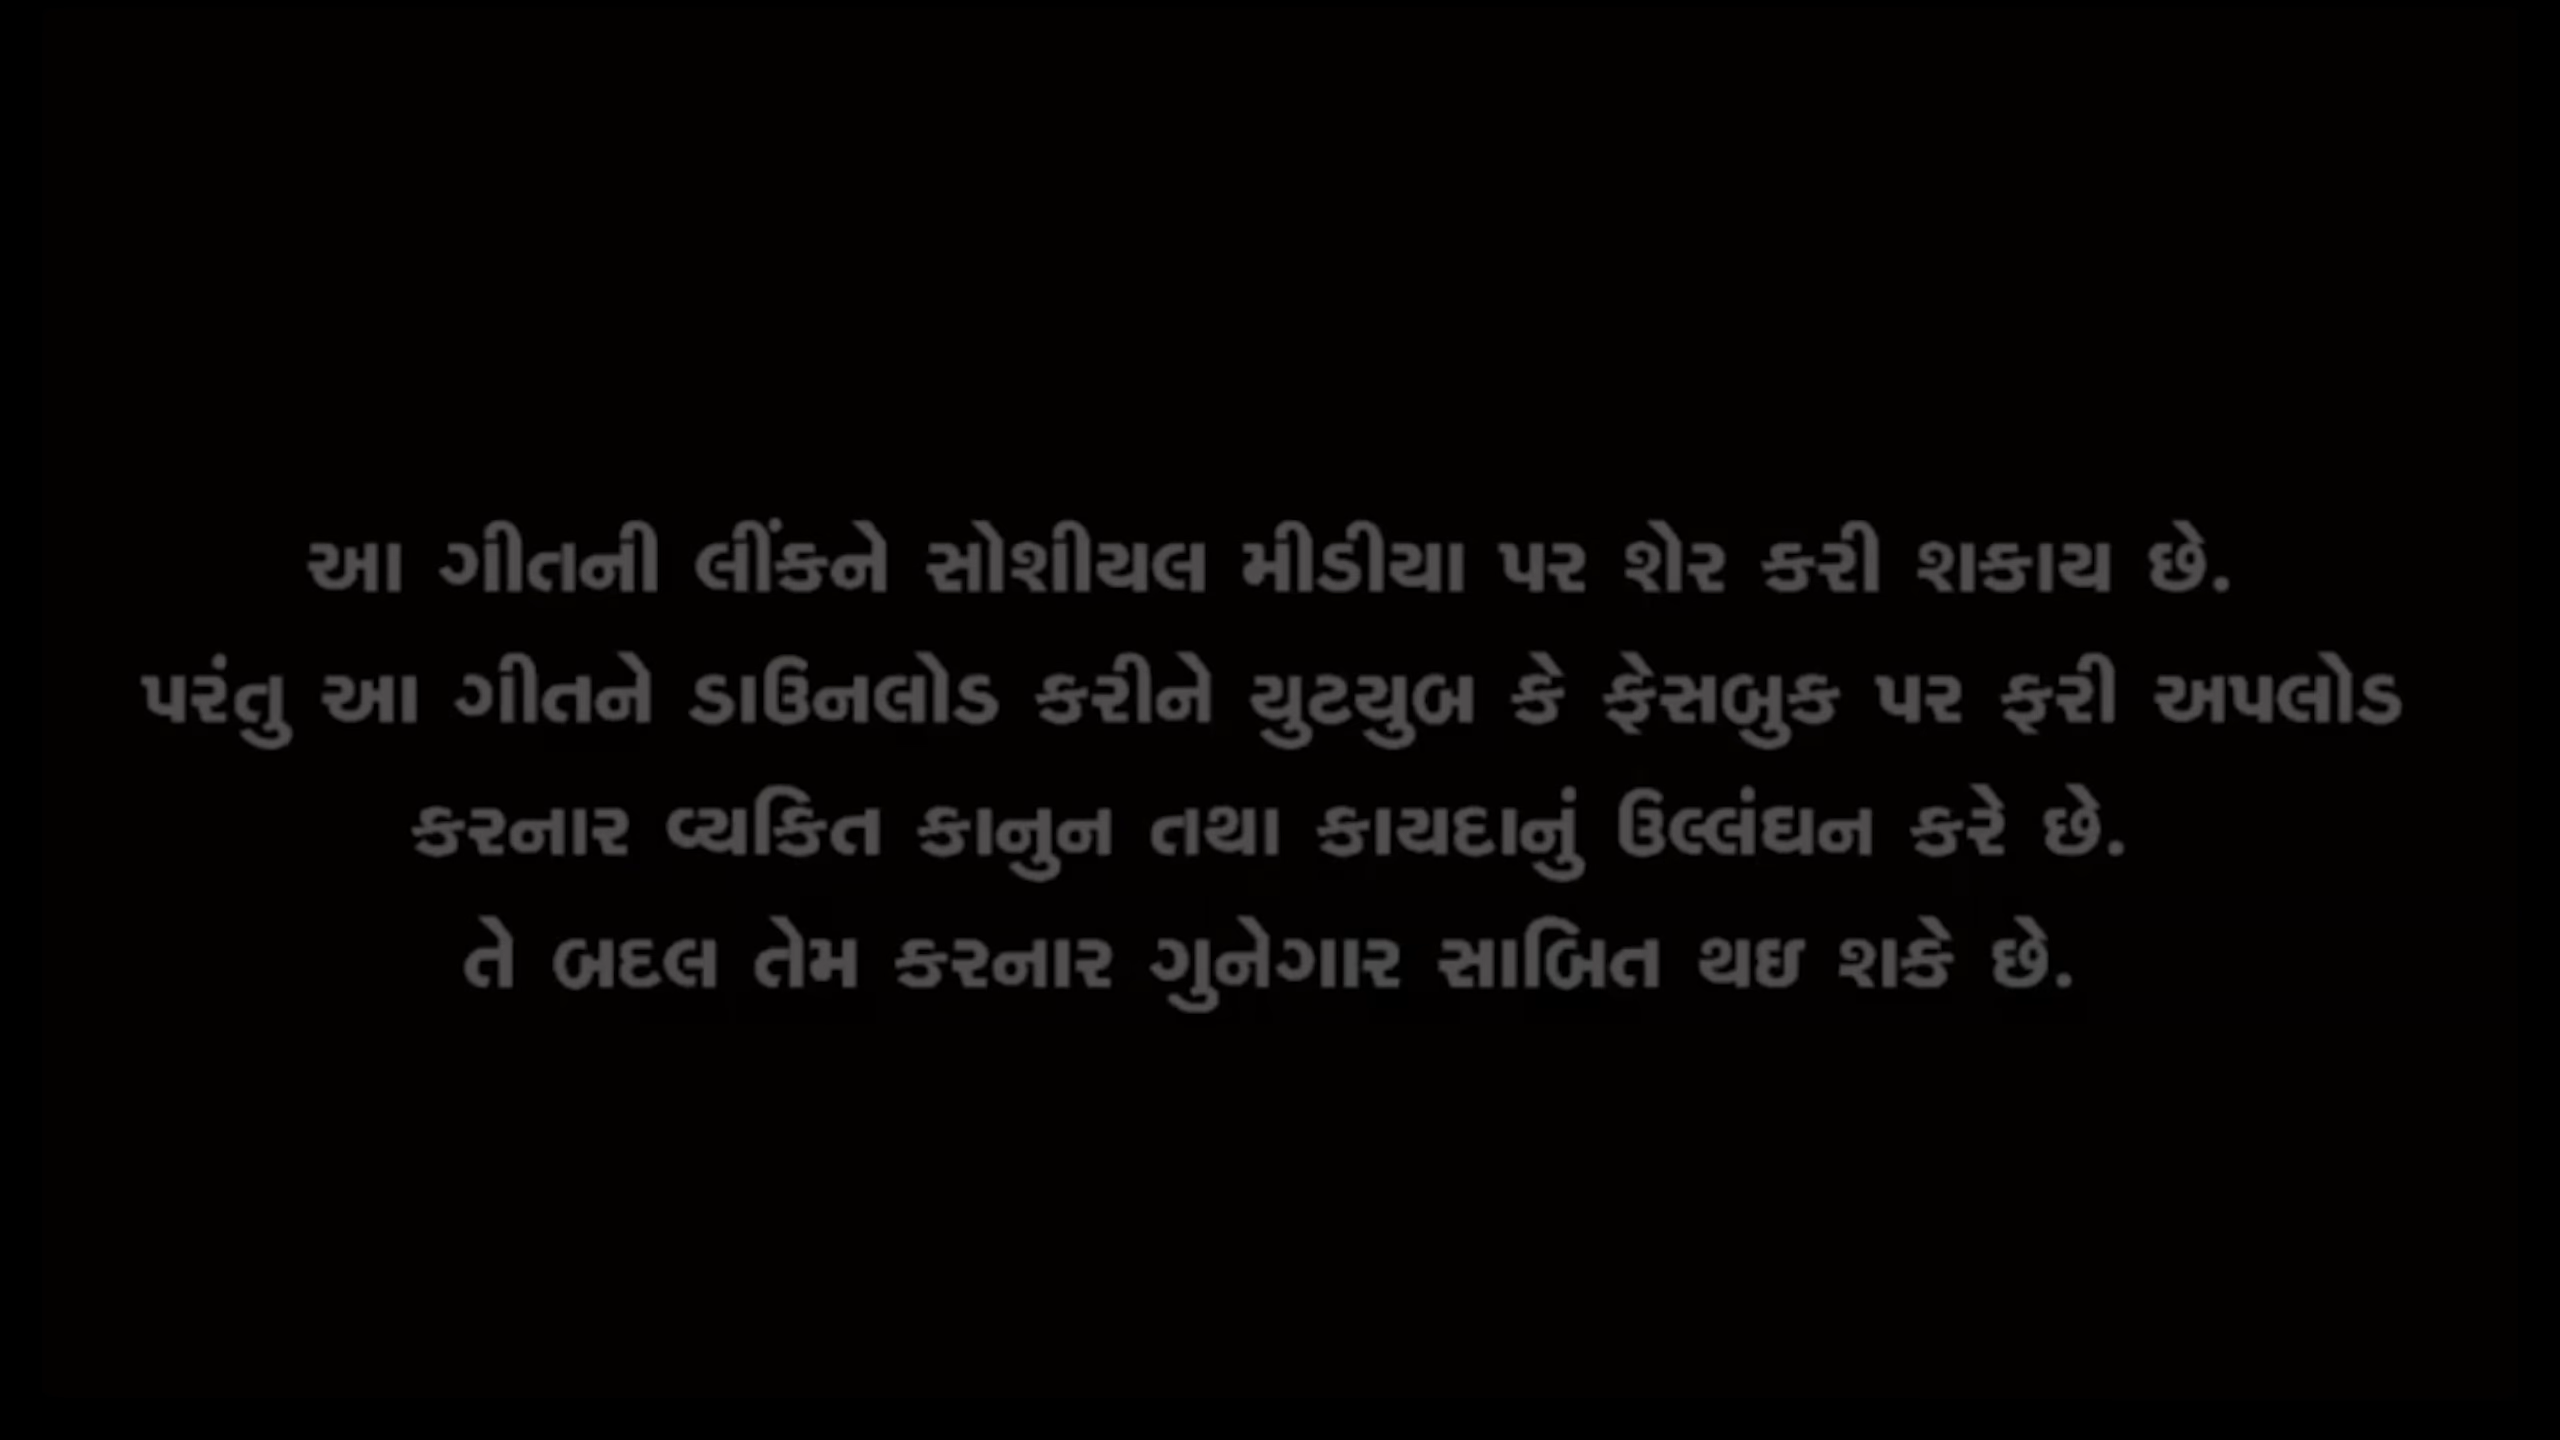 આ ગીતની લીંકને સોશીયલ મીડીયા પર શેર કરી શકાય છે.
પરંતુ આ ગીતને ડાઉનલોડ કરીને યુટયુબ કે ફેસબુક પર ફરી અપલોડ
કરનાર વ્યકિત કાનુન તથા કાયદાનું ઉલ્લંઘન કરે છે.
તે બદલ તેમ કરનાર ગુનેગાર સાબિત થઇ શકે છે.